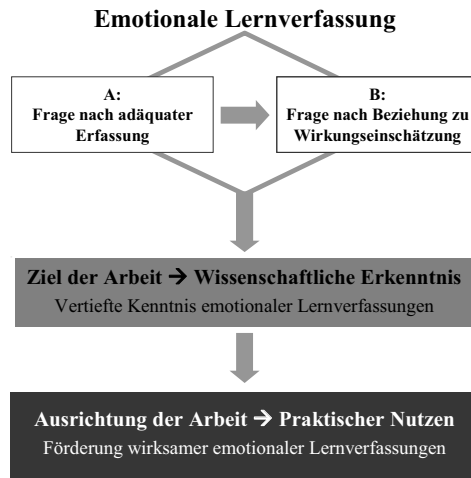 Emotionale Lernverfassung
A:
Frage nach adäquater
Erfassung
B:
Frage nach Beziehung zu
Wirkungseinschätzung
Ziel der Arbeit → Wissenschaftliche Erkenntnis
Vertiefte Kenntnis emotionaler Lernverfassungen
Ausrichtung der Arbeit → Praktischer Nutzen
Förderung wirksamer emotionaler Lernverfassungen